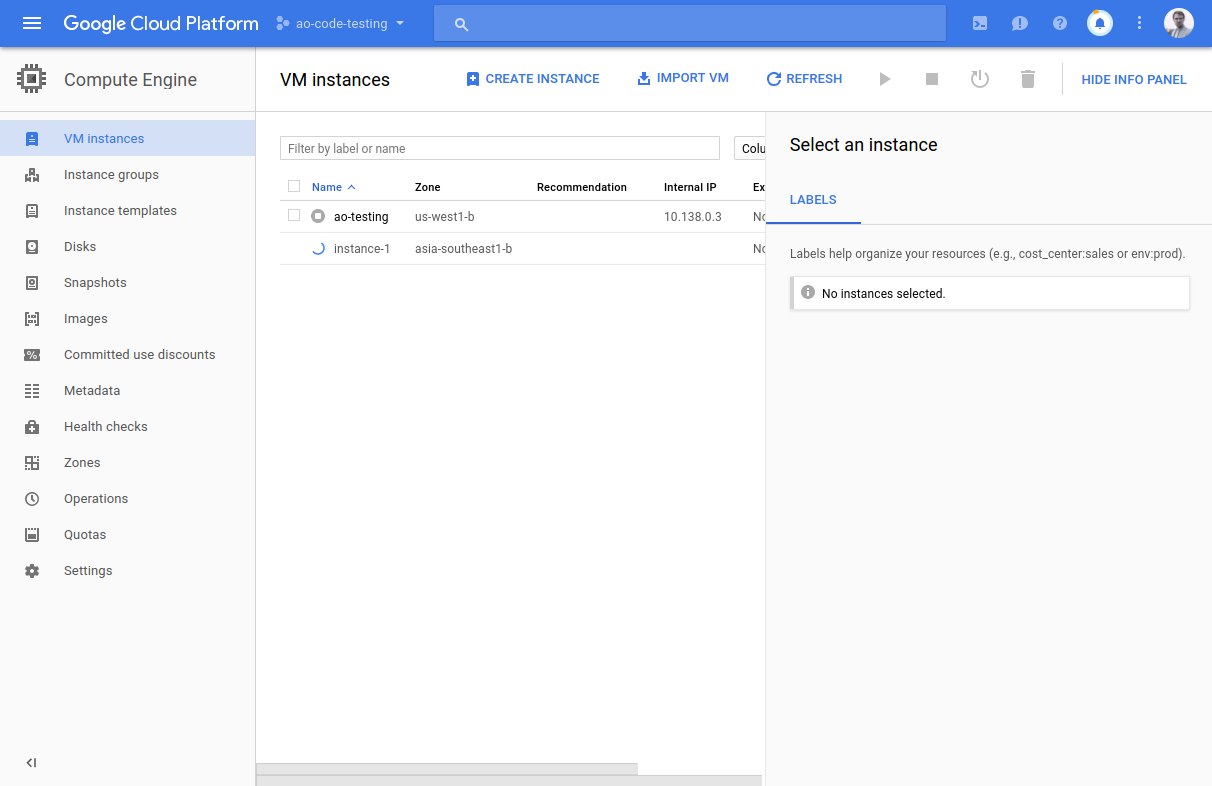 Google Cloud Platform ao-code-testing
Compute Engine
VM instances CREATE INSTANCE IMPORT VM REFRESH HIDE INFO PANEL
VM instances
Instance groups
Instance templates
Disks
Snapshots
Images
Committed use discounts
Metadata
Health checks
Zones
Operations
Quotas
Settings
Filter by label or name Colu
Name Zone Recommendation Internal IP Ex
ao-testing us-west1-b 10.138.0.3 No
instance-1 asia-southeast1-b No
Select an instance
LABELS
Labels help organize your resources (e.g., cost_center:sales or env:prod).
No instances selected.